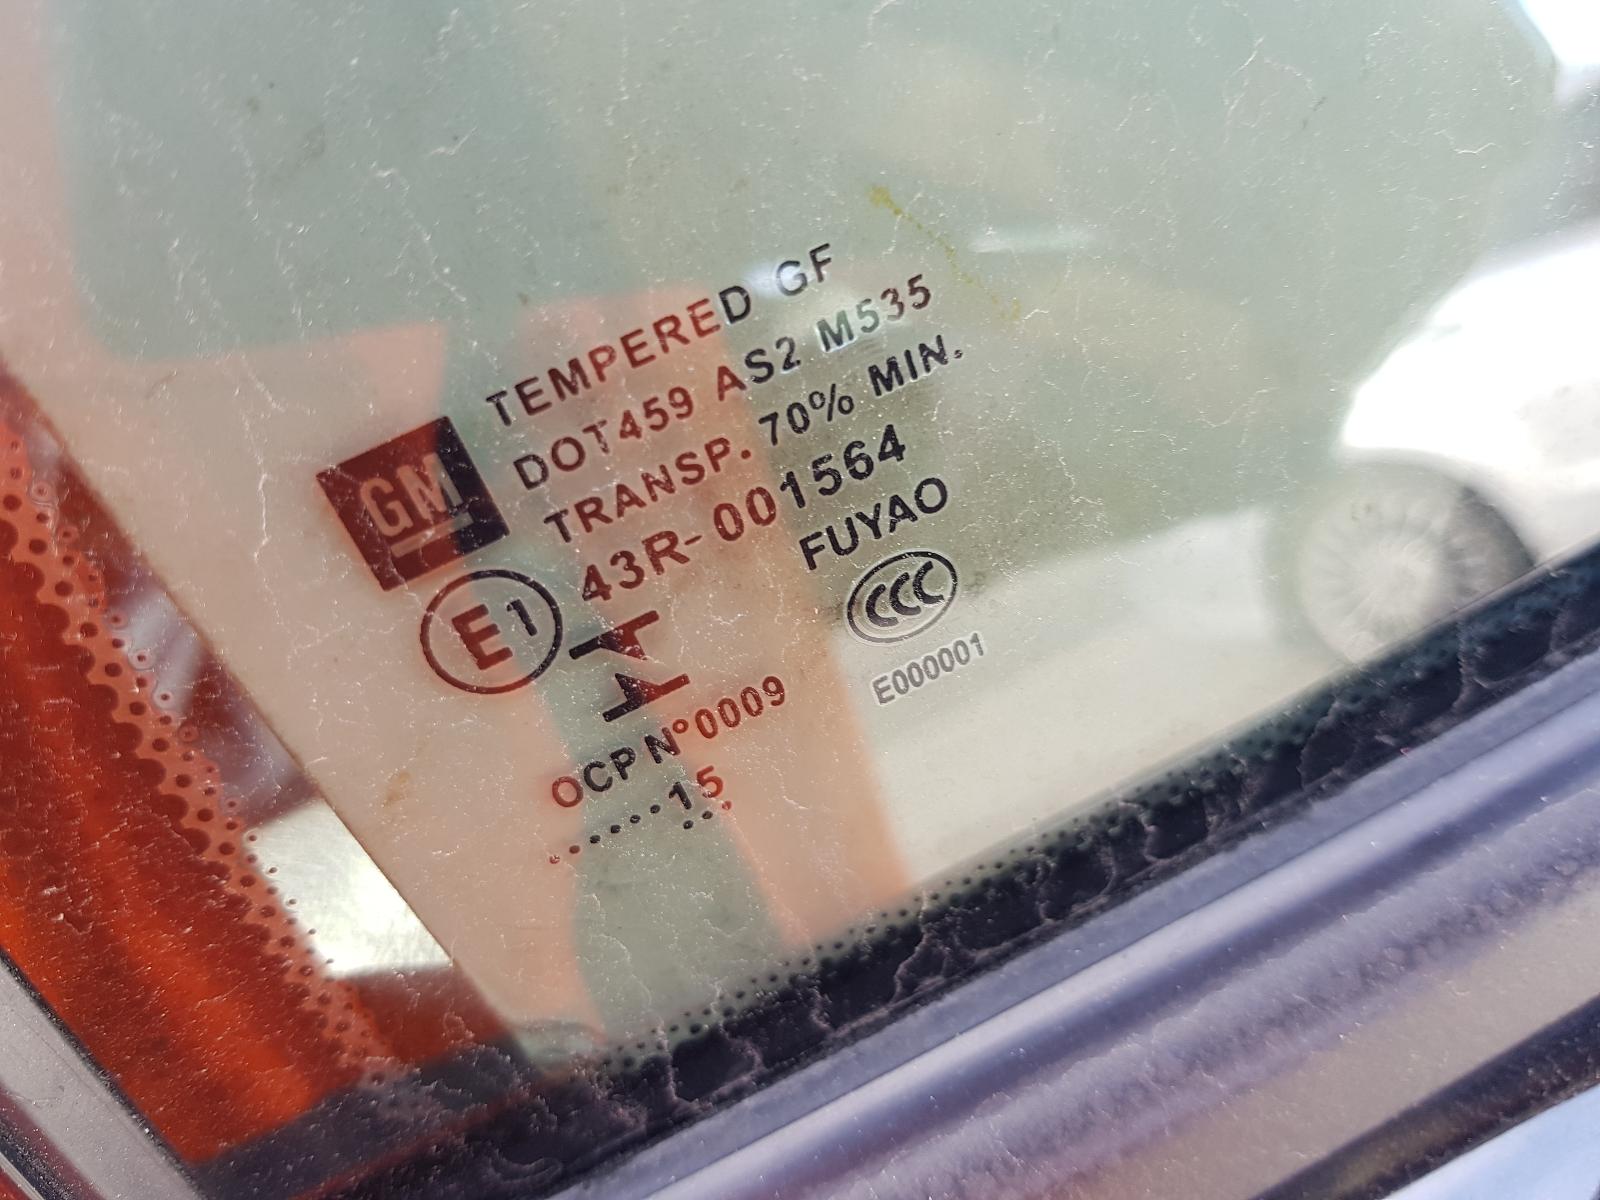 GM
TEMPERED GF
DOT459 AS2 M535
TRANSP. 70% MIN.
E1 43R-001564
FUYAO
CCC
E000001
OCP N°0009
.....15